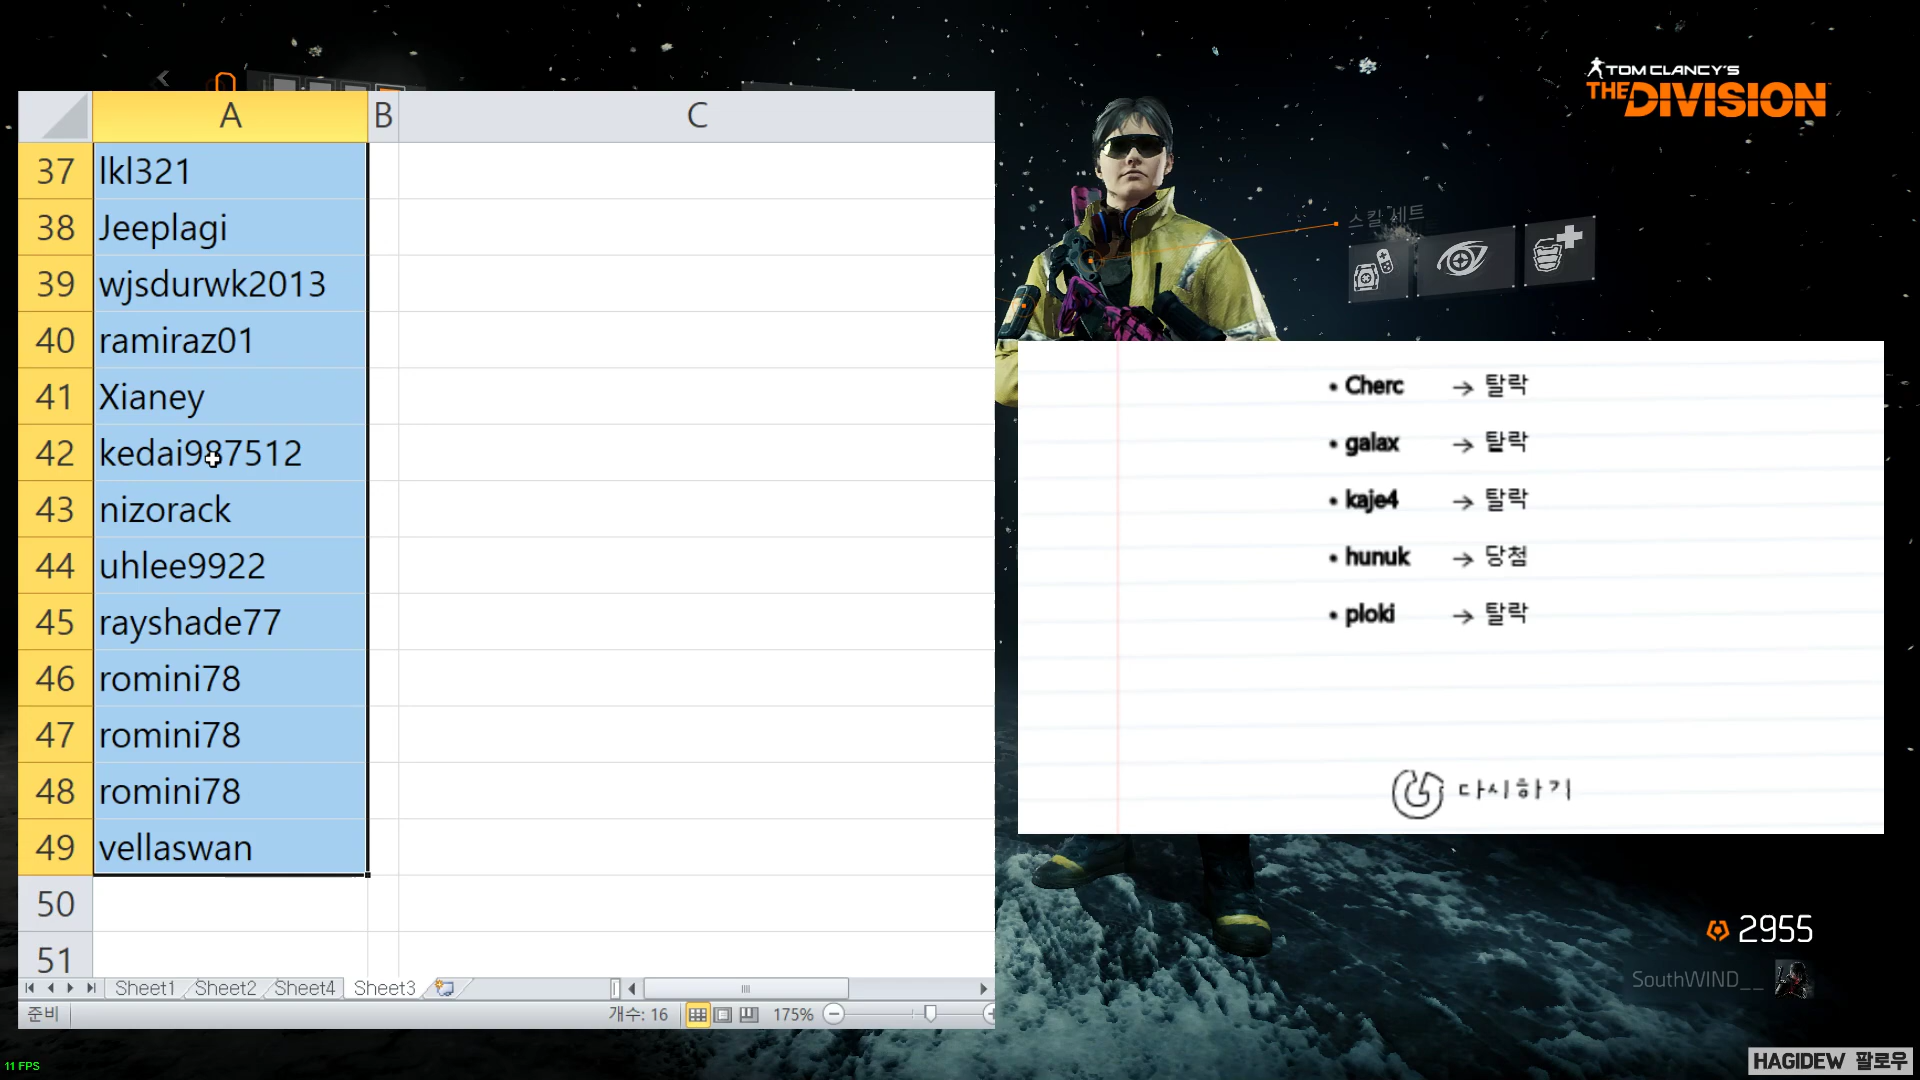 TOM CLANCY'S
THE DIVISION
A B C
37 lkl321
38 Jeeplagi
39 wjsdurwk2013
40 ramiraz01
41 Xianey
42 kedai987512
43 nizorack
44 uhlee9922
45 rayshade77
46 romini78
47 romini78
48 romini78
49 vellaswan
50
51
Sheet1 Sheet2 Sheet4 Sheet3
준비 개수: 16 175%
11 FPS
스킬 세트
• Cherc → 탈락
• galax → 탈락
• kaje4 → 탈락
• hunuk → 당첨
• ploki → 탈락
다시하기
2955
SouthWIND__
HAGIDEW 팔로우